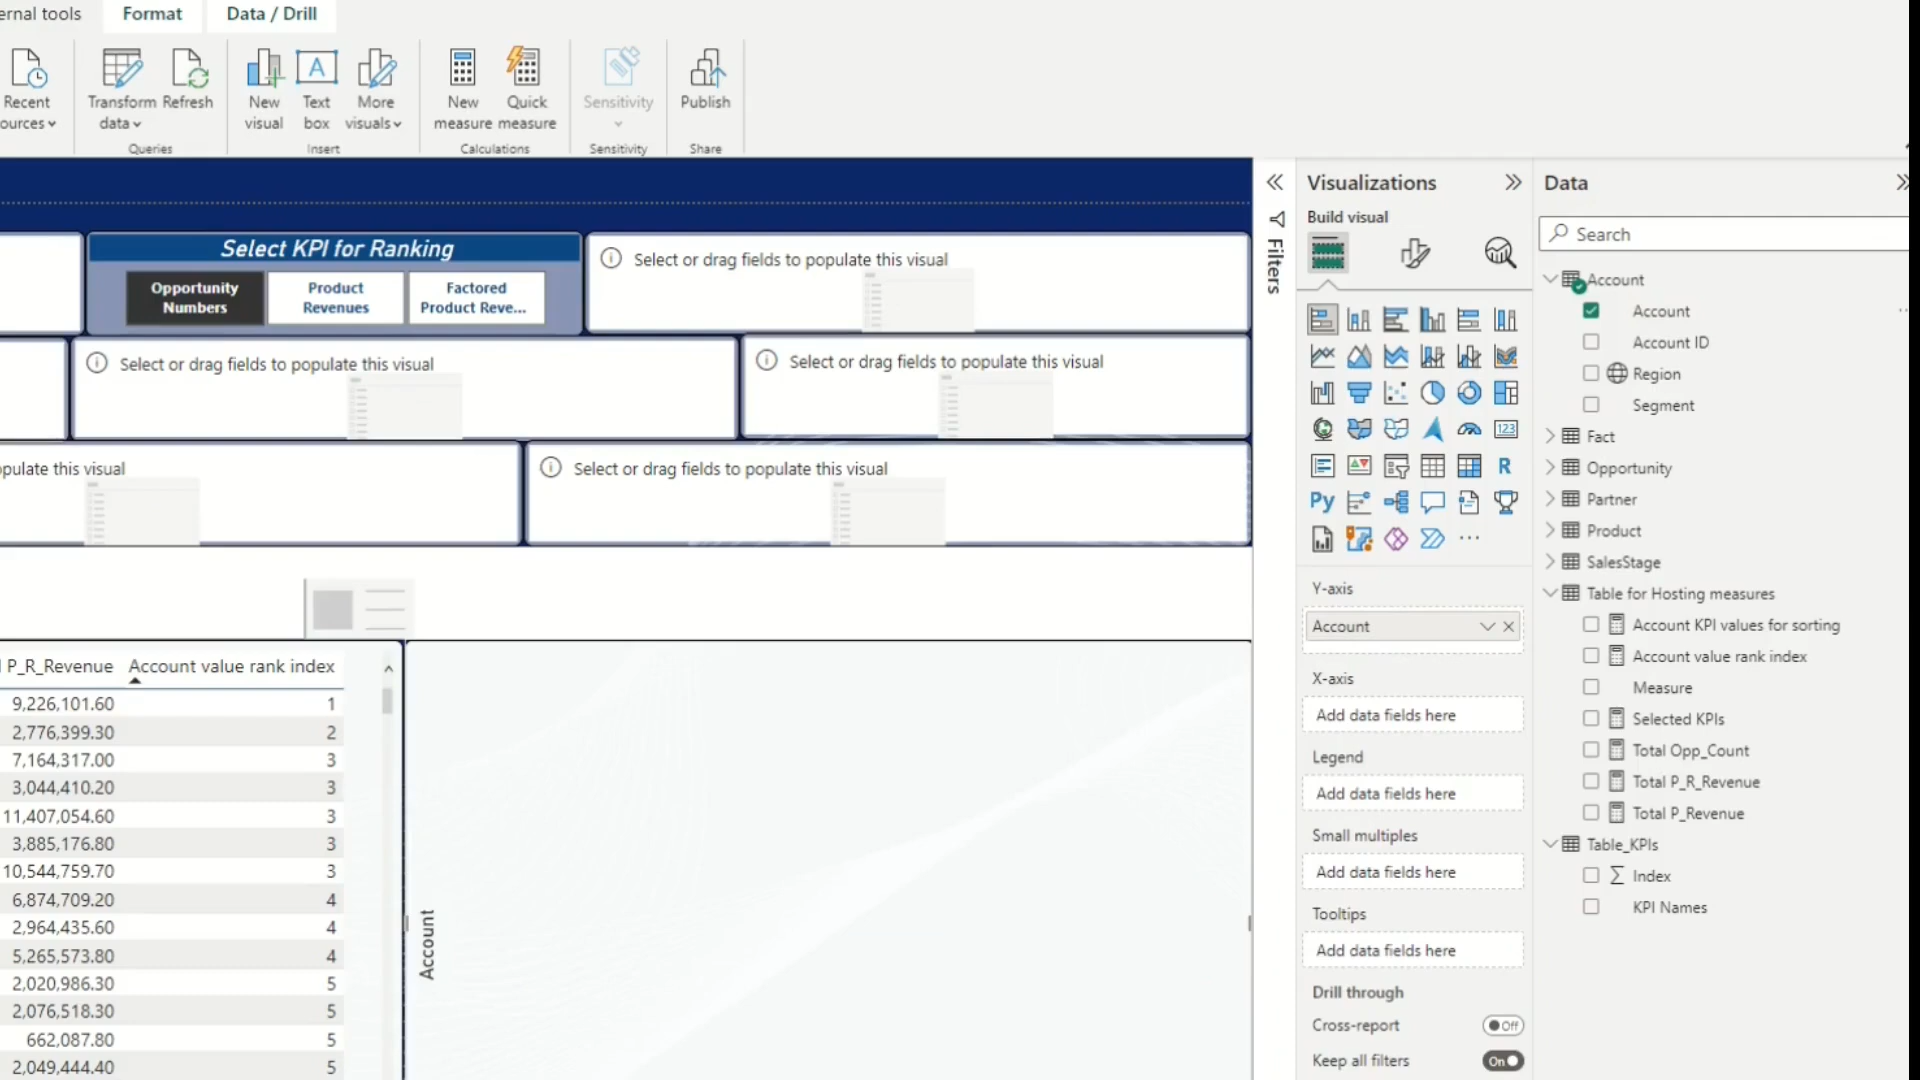 ernal tools
Format
Data / Drill
Recent
ources
Transform
data
Refresh
Queries
New
visual
Text
box
More
visuals
Insert
New
measure
Quick
measure
Calculations
Sensitivity
Sensitivity
Publish
Share
Select KPI for Ranking
Opportunity
Numbers
Product
Revenues
Factored
Product Reve...
Select or drag fields to populate this visual
Select or drag fields to populate this visual
Select or drag fields to populate this visual
opulate this visual
Select or drag fields to populate this visual
P_R_Revenue Account value rank index
9,226,101.60 1
2,776,399.30 2
7,164,317.00 3
3,044,410.20 3
11,407,054.60 3
3,885,176.80 3
10,544,759.70 3
6,874,709.20 4
2,964,435.60 4
5,265,573.80 4
2,020,986.30 5
2,076,518.30 5
662,087.80 5
2,049,444.40 5
Account
Filters
Visualizations
Build visual
123
R
Py
Y-axis
Account
X-axis
Add data fields here
Legend
Add data fields here
Small multiples
Add data fields here
Tooltips
Add data fields here
Drill through
Cross-report Off
Keep all filters On
Data
Search
Account
Account
Account ID
Region
Segment
Fact
Opportunity
Partner
Product
SalesStage
Table for Hosting measures
Account KPI values for sorting
Account value rank index
Measure
Selected KPIs
Total Opp_Count
Total P_R_Revenue
Total P_Revenue
Table_KPIs
Index
KPI Names